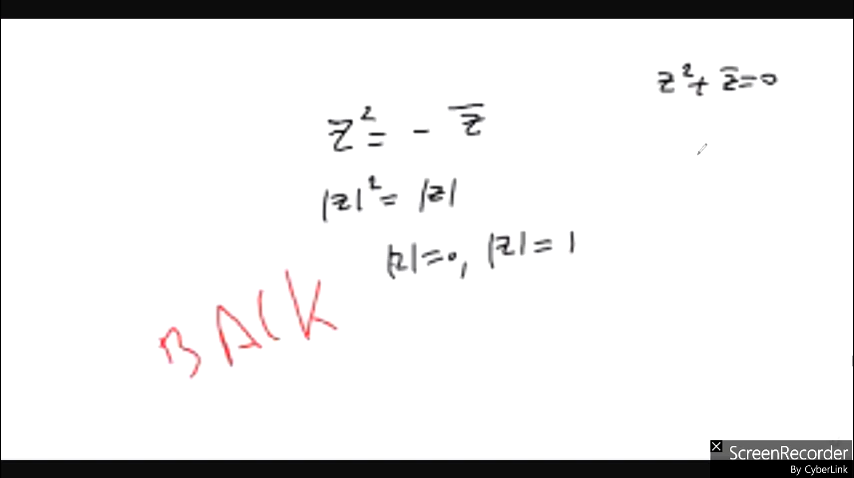 z² + z̅ = 0
z² = - z̅
|z|² = |z|
|z| = 0, |z| = 1
BACK
ScreenRecorder
By CyberLink